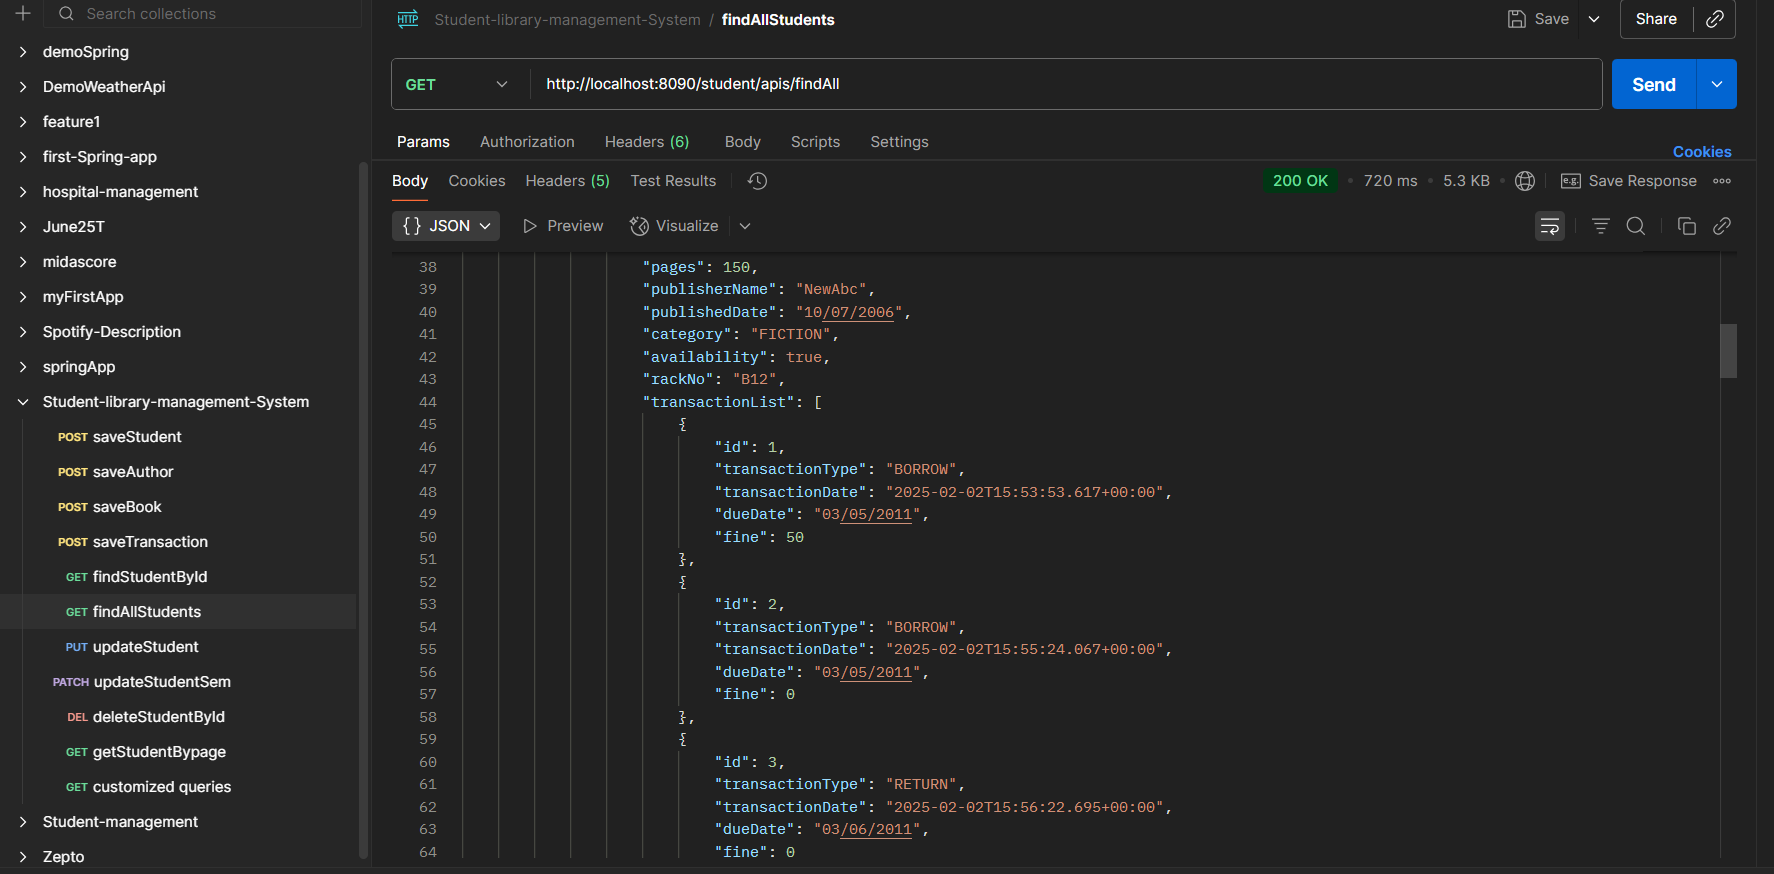 Search collections
demoSpring
DemoWeatherApi
feature1
first-Spring-app
hospital-management
June25T
midascore
myFirstApp
Spotify-Description
springApp
Student-library-management-System
POST saveStudent
POST saveAuthor
POST saveBook
POST saveTransaction
GET findStudentById
GET findAllStudents
PUT updateStudent
PATCH updateStudentSem
DEL deleteStudentById
GET getStudentBypage
GET customized queries
Student-management
Zepto
HTTP Student-library-management-System / findAllStudents
Save Share
GET http://localhost:8090/student/apis/findAll Send
Params Authorization Headers (6) Body Scripts Settings
Cookies
Body Cookies Headers (5) Test Results 200 OK • 720 ms • 5.3 KB • e.g. Save Response
{} JSON Preview Visualize
38 "pages": 150,
39 "publisherName": "NewAbc",
40 "publishedDate": "10/07/2006",
41 "category": "FICTION",
42 "availability": true,
43 "rackNo": "B12",
44 "transactionList": [
45 {
46 "id": 1,
47 "transactionType": "BORROW",
48 "transactionDate": "2025-02-02T15:53:53.617+00:00",
49 "dueDate": "03/05/2011",
50 "fine": 50
51 },
52 {
53 "id": 2,
54 "transactionType": "BORROW",
55 "transactionDate": "2025-02-02T15:55:24.067+00:00",
56 "dueDate": "03/05/2011",
57 "fine": 0
58 },
59 {
60 "id": 3,
61 "transactionType": "RETURN",
62 "transactionDate": "2025-02-02T15:56:22.695+00:00",
63 "dueDate": "03/06/2011",
64 "fine": 0